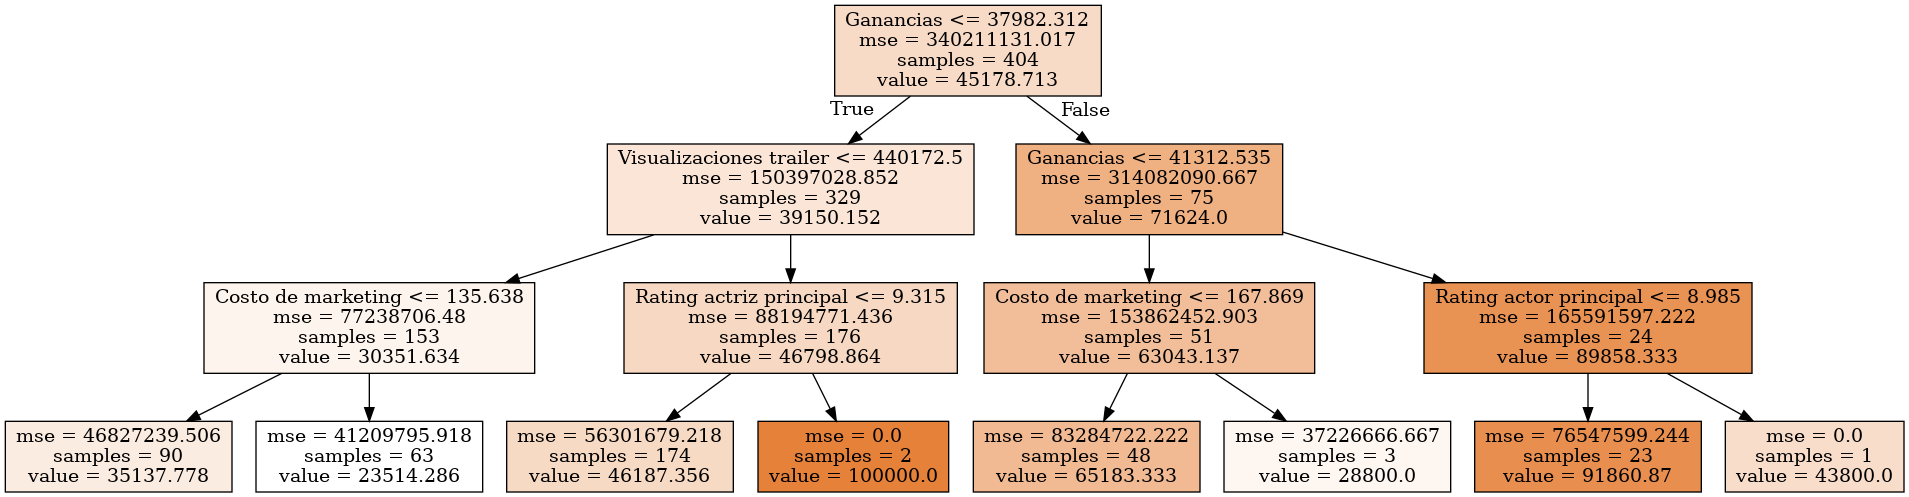 Ganancias <= 37982.312
mse = 340211131.017
samples = 404
value = 45178.713
True
False
Visualizaciones trailer <= 440172.5
mse = 150397028.852
samples = 329
value = 39150.152
Ganancias <= 41312.535
mse = 314082090.667
samples = 75
value = 71624.0
Costo de marketing <= 135.638
mse = 77238706.48
samples = 153
value = 30351.634
Rating actriz principal <= 9.315
mse = 88194771.436
samples = 176
value = 46798.864
Costo de marketing <= 167.869
mse = 153862452.903
samples = 51
value = 63043.137
Rating actor principal <= 8.985
mse = 165591597.222
samples = 24
value = 89858.333
mse = 46827239.506
samples = 90
value = 35137.778
mse = 41209795.918
samples = 63
value = 23514.286
mse = 56301679.218
samples = 174
value = 46187.356
mse = 0.0
samples = 2
value = 100000.0
mse = 83284722.222
samples = 48
value = 65183.333
mse = 37226666.667
samples = 3
value = 28800.0
mse = 76547599.244
samples = 23
value = 91860.87
mse = 0.0
samples = 1
value = 43800.0